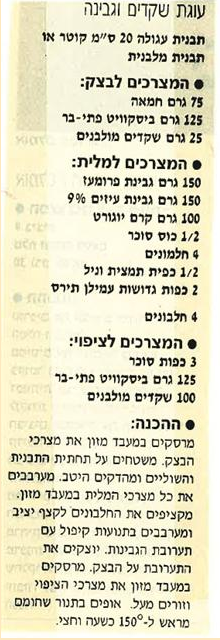 עוגת שקדים וגבינה
תבנית עגולה 20 ס"מ קוטר או
תבנית מלבנית
● המצרכים לבצק:
75 גרם חמאה
125 גרם ביסקוויט פתי-בר
25 גרם שקדים מולבנים
● המצרכים למלית:
150 גרם גבינת פרומעז
150 גרם גבינת עיזים 9%
100 גרם קרם יוגורט
1/2 כוס סוכר
4 חלמונים
1/2 כפית תמצית וניל
2 כפות גדושות עמילן תירס
4 חלבונים
● המצרכים לציפוי:
3 כפות סוכר
125 גרם ביסקוויט פתי-בר
100 שקדים מולבנים
● ההכנה:
מרסקים במעבד מזון את מצרכי
הבצק. משטחים על תחתית התבנית
והשוליים ומהדקים היטב. מערבבים
את כל מצרכי המלית במעבד מזון.
מקציפים את החלבונים לקצף יציב
ומערבבים בתנועות קיפול עם
תערובת הגבינות. יוצקים את
התערובת על הבצק. מרסקים
במעבד מזון את מצרכי הציפוי
וזורים מעל. אופים בתנור שחומם
מראש ל-150° כשעה וחצי.